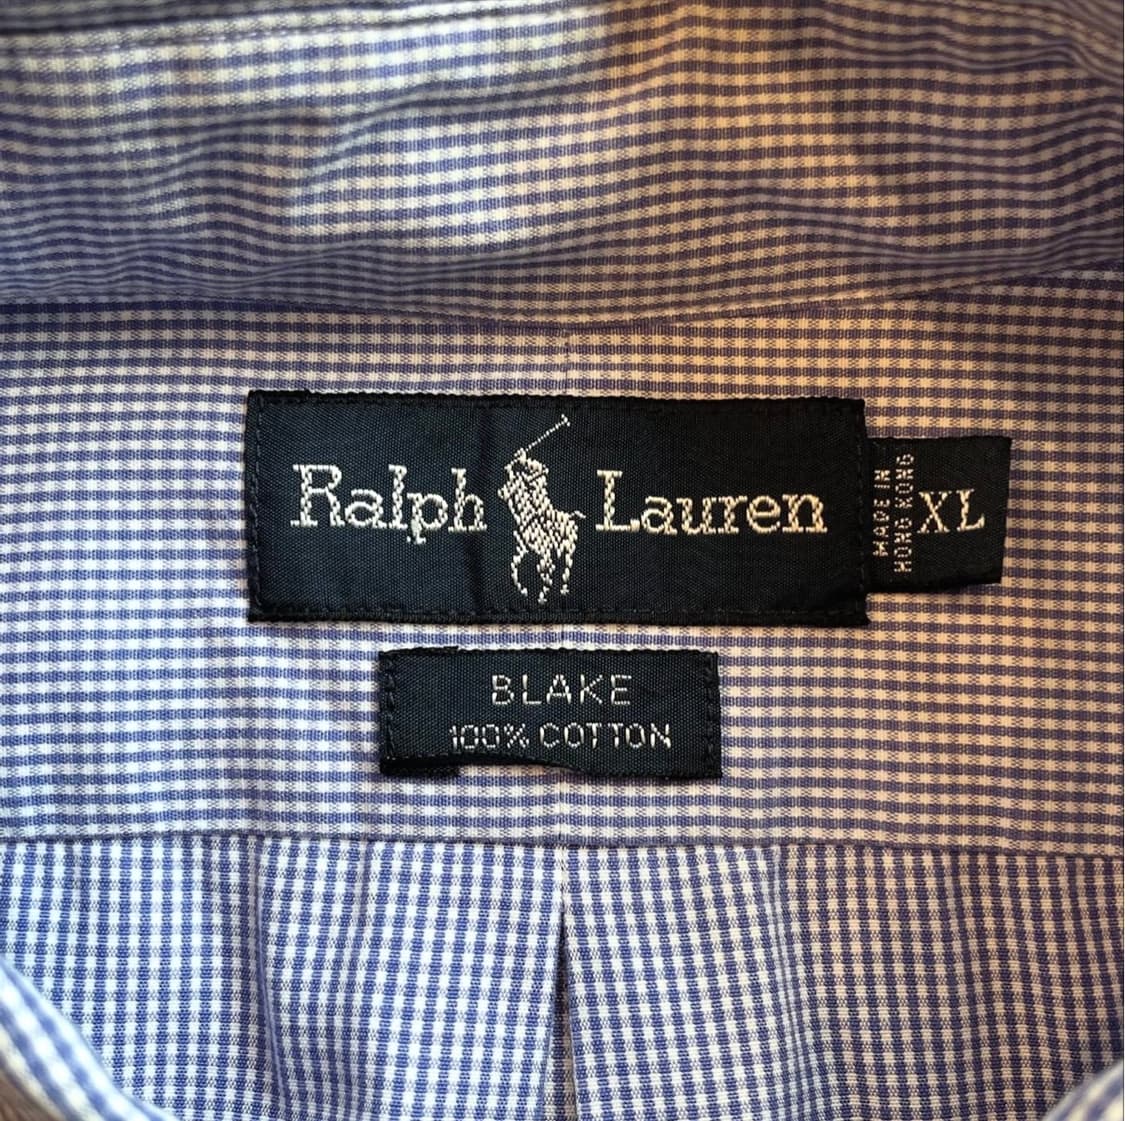 Ralph Lauren
MADE IN
HONG KONG
XL
BLAKE
100% COTTON